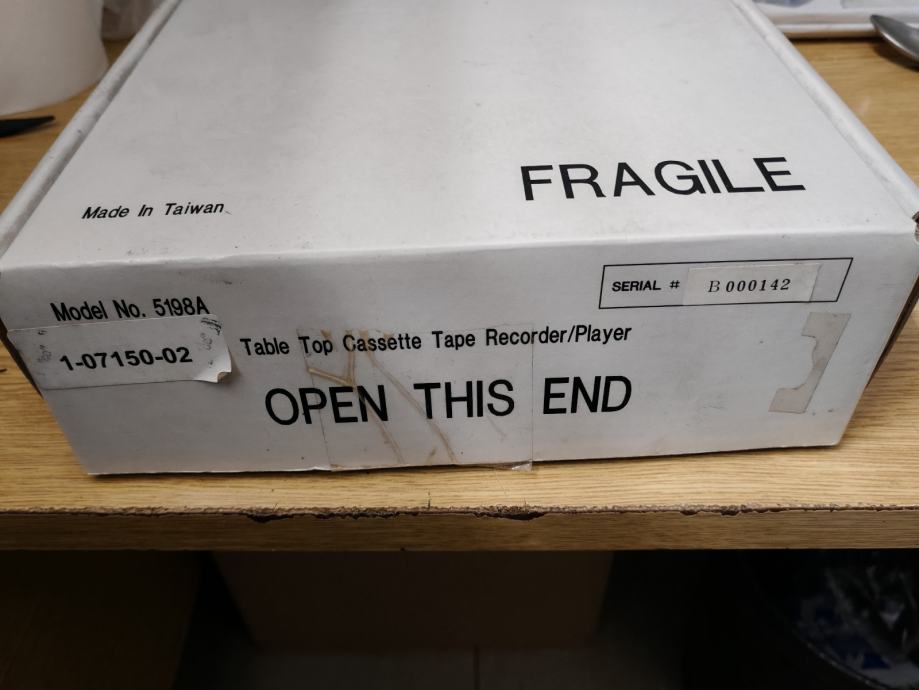 FRAGILE
Made In Taiwan
SERIAL # B 000142
Model No. 5198A
Table Top Cassette Tape Recorder/Player
1-07150-02
OPEN THIS END